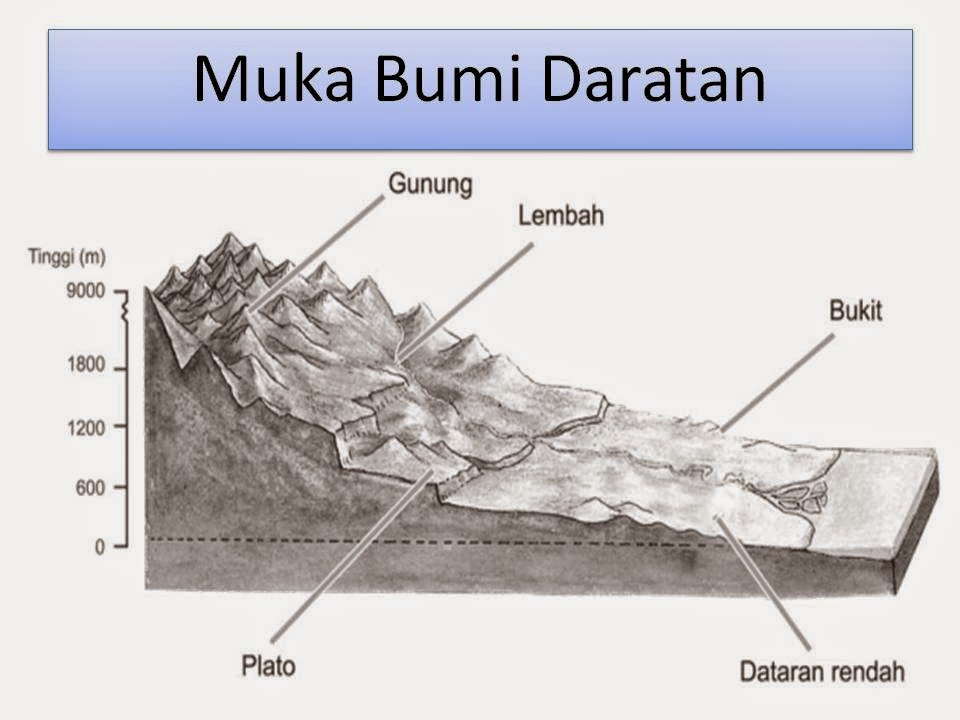 Muka Bumi Daratan
Gunung
Lembah
Tinggi (m)
9000
Bukit
1800
1200
600
0
Plato
Dataran rendah